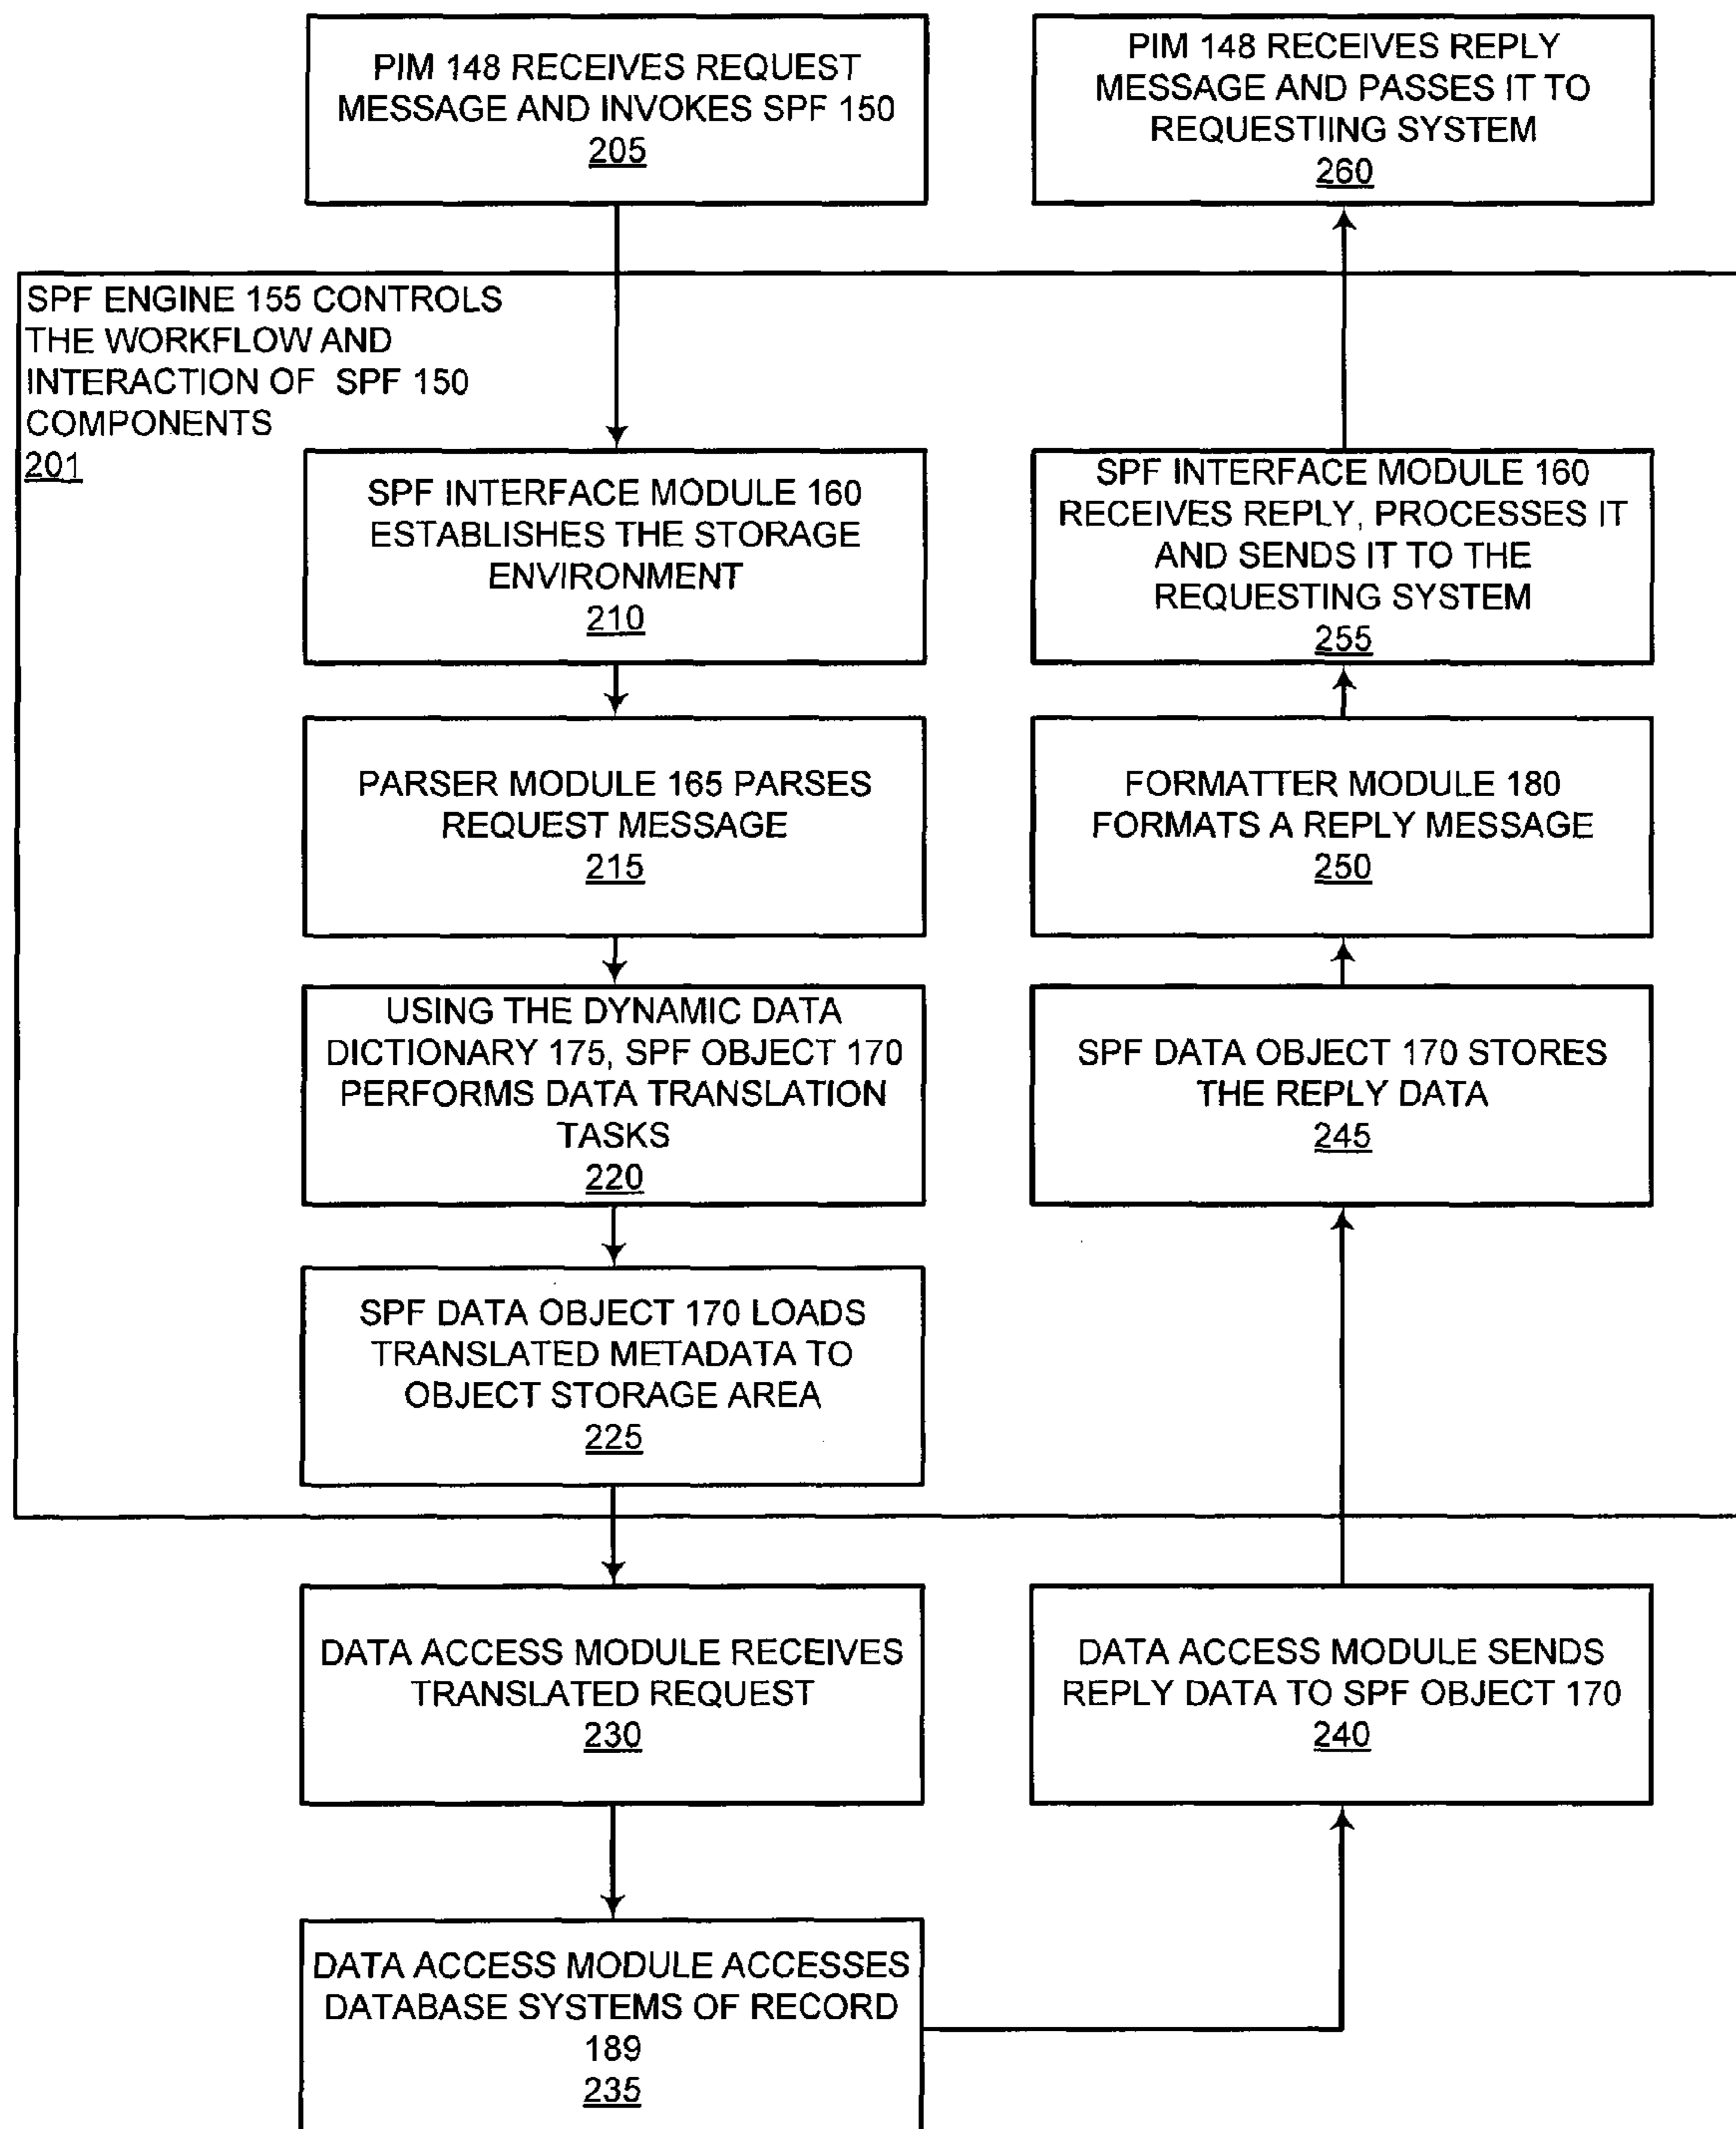 PIM 148 RECEIVES REQUEST
MESSAGE AND INVOKES SPF 150
205
PIM 148 RECEIVES REPLY
MESSAGE AND PASSES IT TO
REQUESTIING SYSTEM
260
SPF ENGINE 155 CONTROLS
THE WORKFLOW AND
INTERACTION OF SPF 150
COMPONENTS
201
SPF INTERFACE MODULE 160
ESTABLISHES THE STORAGE
ENVIRONMENT
210
SPF INTERFACE MODULE 160
RECEIVES REPLY, PROCESSES IT
AND SENDS IT TO THE
REQUESTING SYSTEM
255
PARSER MODULE 165 PARSES
REQUEST MESSAGE
215
FORMATTER MODULE 180
FORMATS A REPLY MESSAGE
250
USING THE DYNAMIC DATA
DICTIONARY 175, SPF OBJECT 170
PERFORMS DATA TRANSLATION
TASKS
220
SPF DATA OBJECT 170 STORES
THE REPLY DATA
245
SPF DATA OBJECT 170 LOADS
TRANSLATED METADATA TO
OBJECT STORAGE AREA
225
DATA ACCESS MODULE RECEIVES
TRANSLATED REQUEST
230
DATA ACCESS MODULE SENDS
REPLY DATA TO SPF OBJECT 170
240
DATA ACCESS MODULE ACCESSES
DATABASE SYSTEMS OF RECORD
189
235